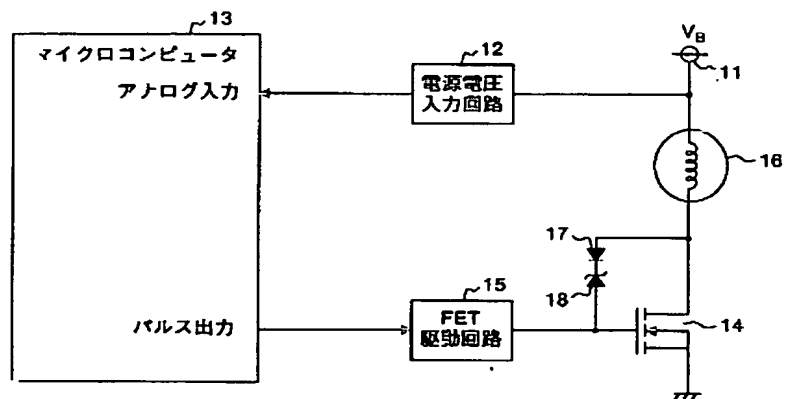 13
マイクロコンピュータ
アナログ入力
12
電源電圧
入力回路
V_B
11
16
17
18
15
パルス出力
FET
駆動回路
14